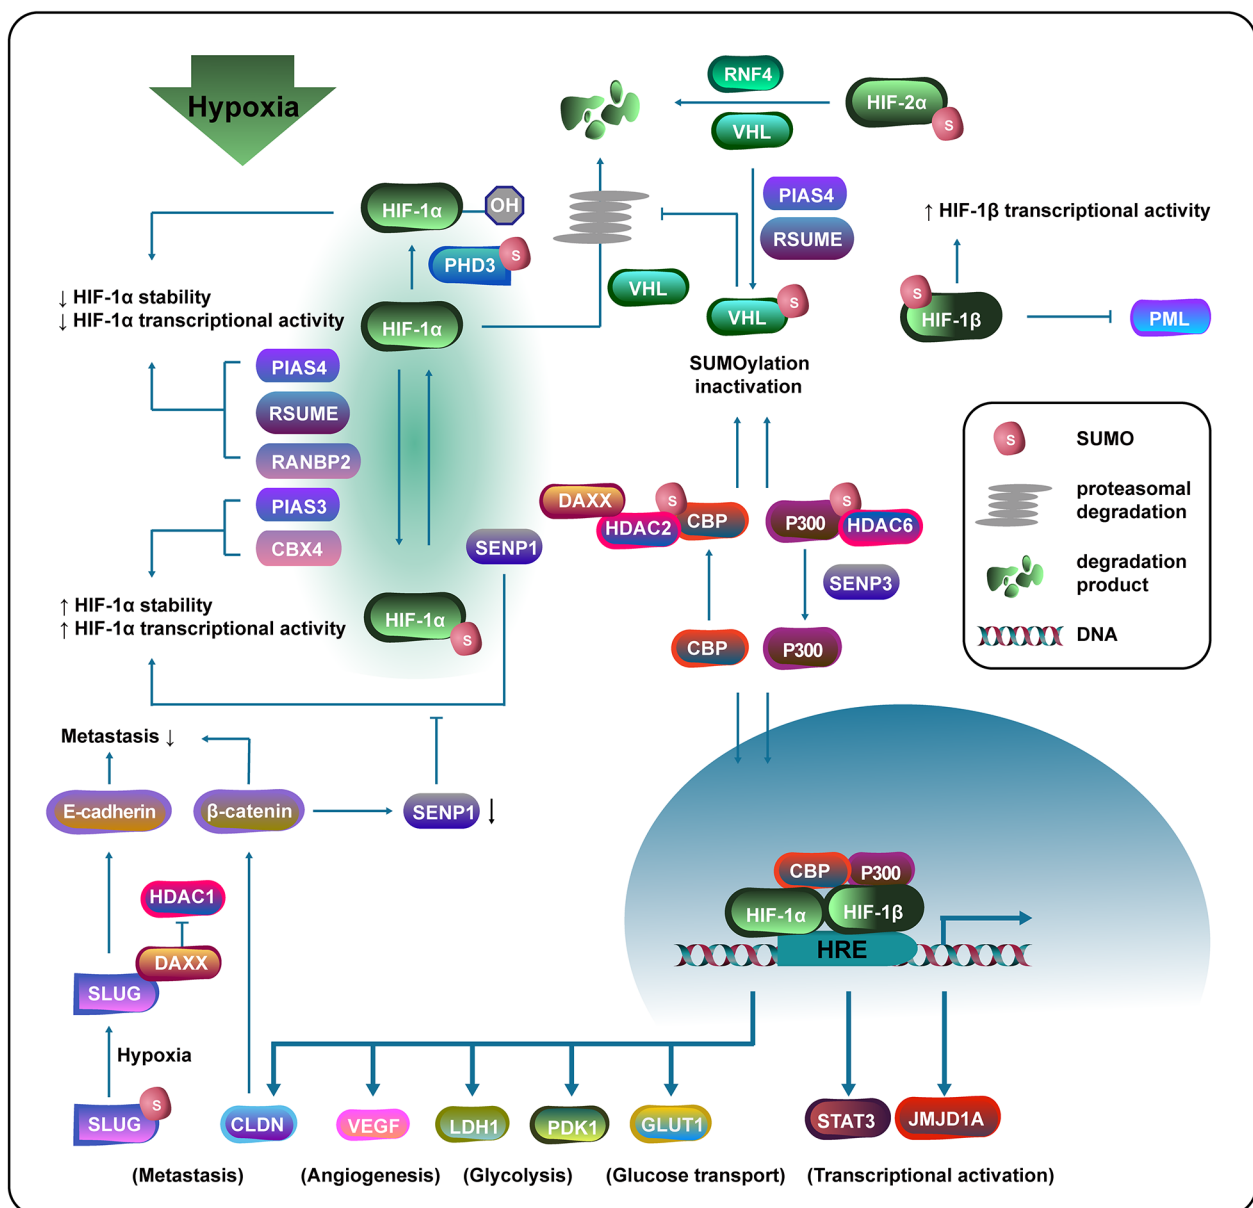 Hypoxia
RNF4
VHL
HIF-2α
S
HIF-1α
OH
PHD3
S
PIAS4
RSUME
↑ HIF-1β transcriptional activity
↓ HIF-1α stability
↓ HIF-1α transcriptional activity
HIF-1α
VHL
VHL
S
S
HIF-1β
PML
SUMOylation
inactivation
PIAS4
RSUME
RANBP2
PIAS3
CBX4
SENP1
DAXX
HDAC2
S
CBP
P300
S
HDAC6
SENP3
S
SUMO
proteasomal
degradation
degradation
product
DNA
↑ HIF-1α stability
↑ HIF-1α transcriptional activity
HIF-1α
S
CBP
P300
Metastasis ↓
E-cadherin
β-catenin
SENP1 ↓
HDAC1
DAXX
SLUG
Hypoxia
SLUG
S
CBP
P300
HIF-1α
HIF-1β
HRE
CLDN
VEGF
LDH1
PDK1
GLUT1
STAT3
JMJD1A
(Metastasis)
(Angiogenesis)
(Glycolysis)
(Glucose transport)
(Transcriptional activation)